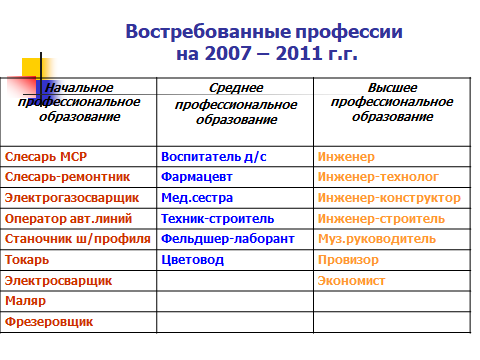 Востребованные профессии
на 2007 – 2011 г.г.
Начальное профессиональное образование
Среднее профессиональное образование
Высшее профессиональное образование
Слесарь МСР Воспитатель д/с Инженер
Слесарь-ремонтник Фармацевт Инженер-технолог
Электрогазосварщик Мед.сестра Инженер-конструктор
Оператор авт.линий Техник-строитель Инженер-строитель
Станочник ш/профиля Фельдшер-лаборант Муз.руководитель
Токарь Цветовод Провизор
Электросварщик Экономист
Маляр
Фрезеровщик